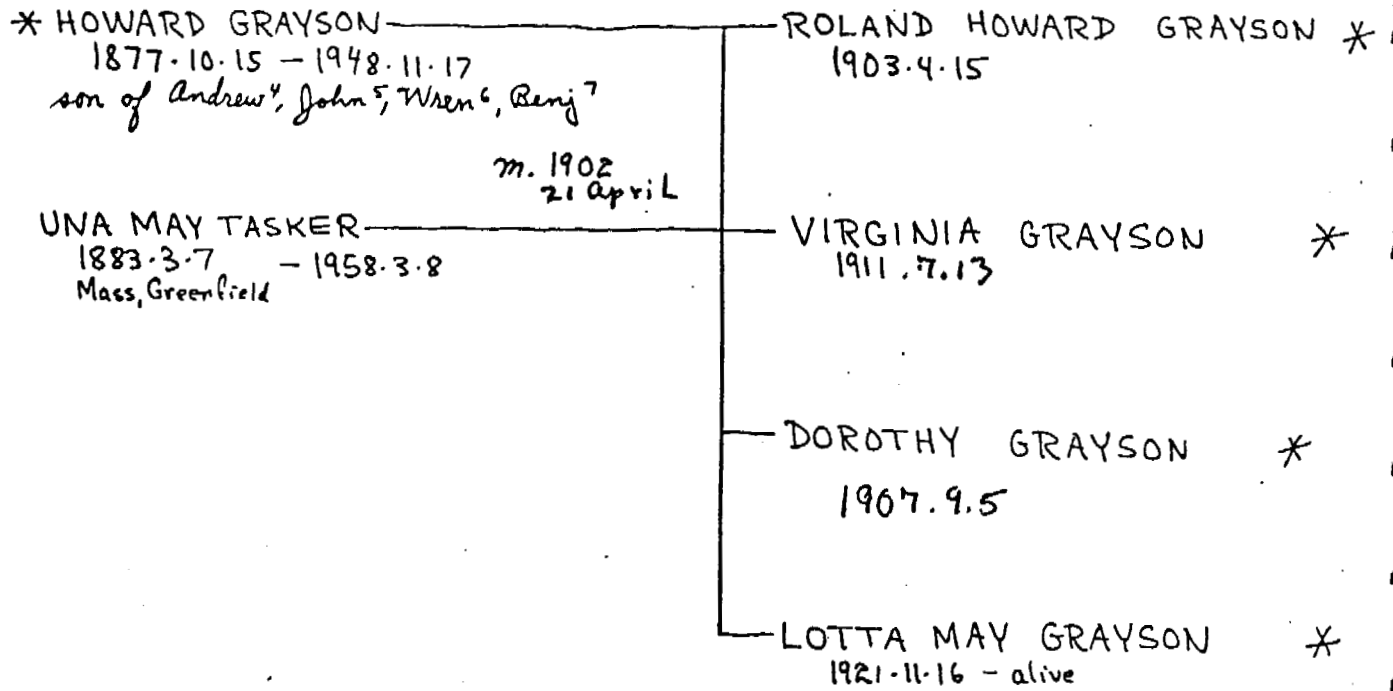 * HOWARD GRAYSON
1877.10.15 - 1948.11.17
son of Andrew⁴, John⁵, Wren⁶, Benj⁷
m. 1902
21 april
UNA MAY TASKER
1883.3.7 - 1958.3.8
Mass, Greenfield
ROLAND HOWARD GRAYSON *
1903.4.15
VIRGINIA GRAYSON *
1911.7.13
DOROTHY GRAYSON *
1907.9.5
LOTTA MAY GRAYSON *
1921.11.16 - alive